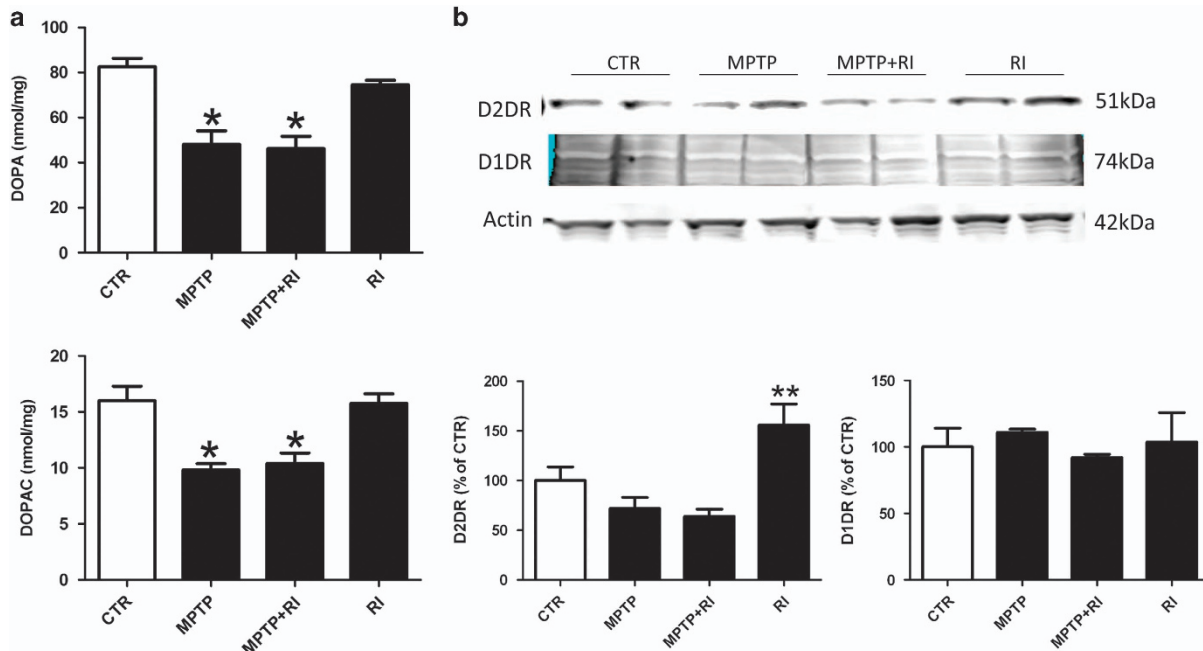 a
DOPA (nmol/mg)
100
80
60
40
20
0
*
*
CTR
MPTP
MPTP+RI
RI
DOPAC (nmol/mg)
20
15
10
5
0
*
*
CTR
MPTP
MPTP+RI
RI
b
CTR MPTP MPTP+RI RI
D2DR 51kDa
D1DR 74kDa
Actin 42kDa
D2DR (% of CTR)
200
150
100
50
0
**
CTR
MPTP
MPTP+RI
RI
D1DR (% of CTR)
150
100
50
0
CTR
MPTP
MPTP+RI
RI